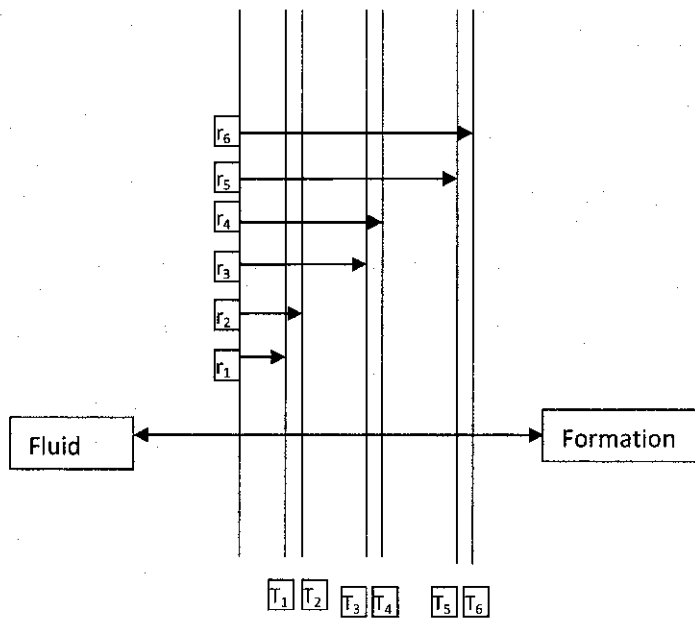 r₆
r₅
r₄
r₃
r₂
r₁
Fluid
Formation
T₁ T₂ T₃ T₄ T₅ T₆